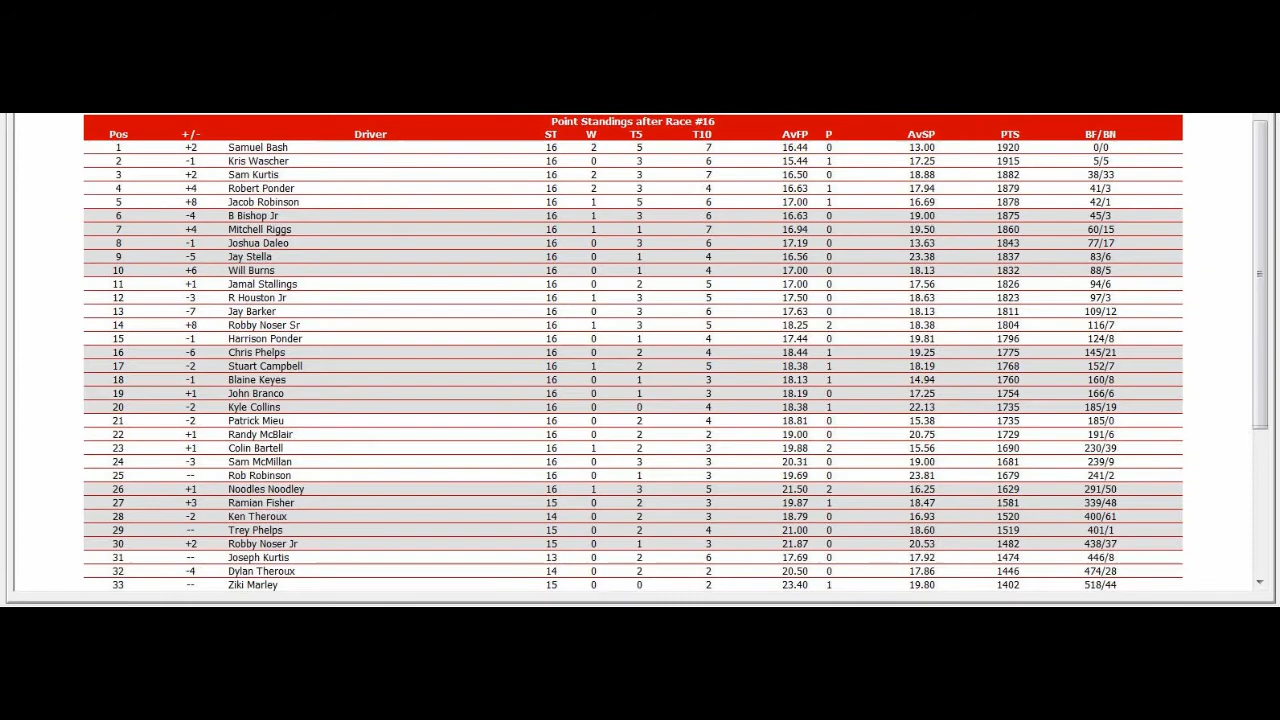 Point Standings after Race #16
Pos +/- Driver ST W T5 T10 AvFP P AvSP PTS BF/BN
1 +2 Samuel Bash 16 2 5 7 16.44 0 13.00 1920 0/0
2 -1 Kris Wascher 16 0 3 6 15.44 1 17.25 1915 5/5
3 +2 Sam Kurtis 16 2 3 7 16.50 0 18.88 1882 38/33
4 +4 Robert Ponder 16 2 3 4 16.63 1 17.94 1879 41/3
5 +8 Jacob Robinson 16 1 5 6 17.00 1 16.69 1878 42/1
6 -4 B Bishop Jr 16 1 3 6 16.63 0 19.00 1875 45/3
7 +4 Mitchell Riggs 16 1 1 7 16.94 0 19.50 1860 60/15
8 -1 Joshua Daleo 16 0 3 6 17.19 0 13.63 1843 77/17
9 -5 Jay Stella 16 0 1 4 16.56 0 23.38 1837 83/6
10 +6 Will Burns 16 0 1 4 17.00 0 18.13 1832 88/5
11 +1 Jamal Stallings 16 0 2 5 17.00 0 17.56 1826 94/6
12 -3 R Houston Jr 16 1 3 5 17.50 0 18.63 1823 97/3
13 -7 Jay Barker 16 0 3 6 17.63 0 18.13 1811 109/12
14 +8 Robby Noser Sr 16 1 3 5 18.25 2 18.38 1804 116/7
15 -1 Harrison Ponder 16 0 1 4 17.44 0 19.81 1796 124/8
16 -6 Chris Phelps 16 0 2 4 18.44 1 19.25 1775 145/21
17 -2 Stuart Campbell 16 1 2 5 18.38 1 18.19 1768 152/7
18 -1 Blaine Keyes 16 0 1 3 18.13 1 14.94 1760 160/8
19 +1 John Branco 16 0 1 3 18.19 0 17.25 1754 166/6
20 -2 Kyle Collins 16 0 0 4 18.38 1 22.13 1735 185/19
21 -2 Patrick Mieu 16 0 2 4 18.81 0 15.38 1735 185/0
22 +1 Randy McBlair 16 0 2 2 19.00 0 20.75 1729 191/6
23 +1 Colin Bartell 16 1 2 3 19.88 2 15.56 1690 230/39
24 -3 Sam McMillan 16 0 3 3 20.31 0 19.00 1681 239/9
25 -- Rob Robinson 16 0 1 3 19.69 0 23.81 1679 241/2
26 +1 Noodles Noodley 16 1 3 5 21.50 2 16.25 1629 291/50
27 +3 Ramian Fisher 15 0 2 3 19.87 1 18.47 1581 339/48
28 -2 Ken Theroux 14 0 2 3 18.79 0 16.93 1520 400/61
29 -- Trey Phelps 15 0 2 4 21.00 0 18.60 1519 401/1
30 +2 Robby Noser Jr 15 0 1 3 21.87 0 20.53 1482 438/37
31 -- Joseph Kurtis 13 0 2 6 17.69 0 17.92 1474 446/8
32 -4 Dylan Theroux 14 0 2 2 20.50 0 17.86 1446 474/28
33 -- Ziki Marley 15 0 0 2 23.40 1 19.80 1402 518/44